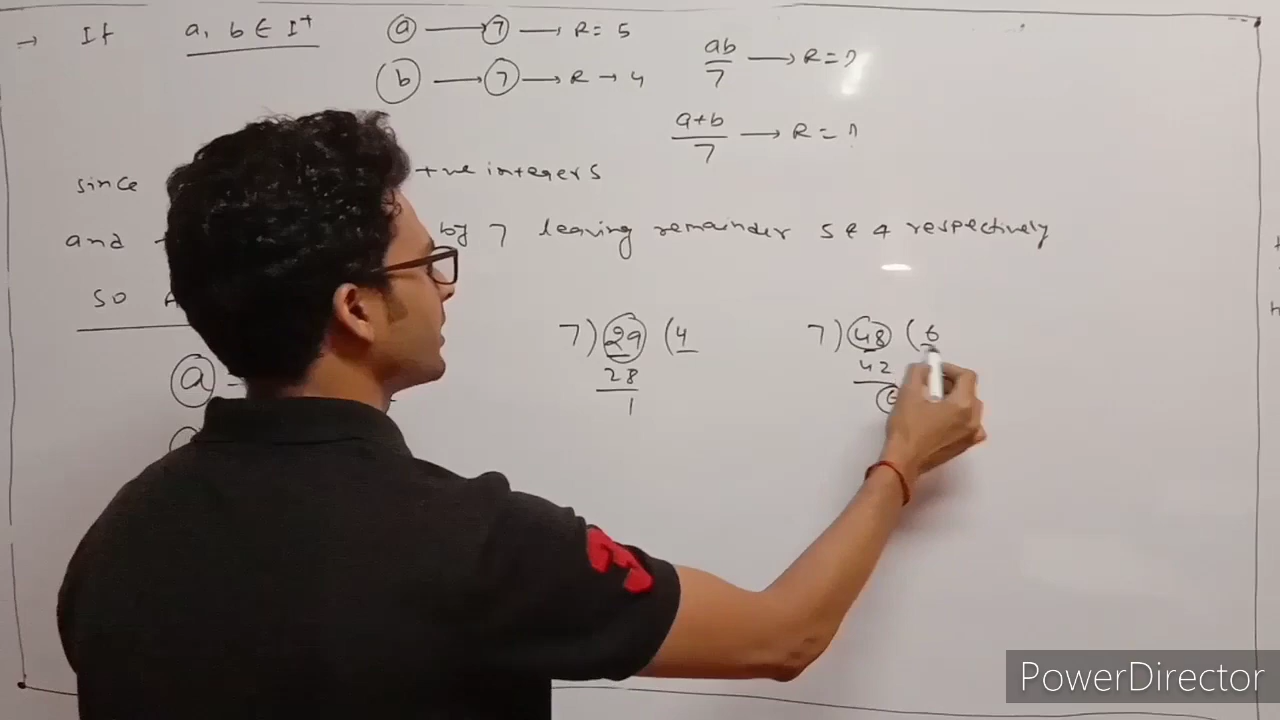 → If a, b ∈ I⁺ a → 7 → R = 5
b → 7 → R → 4
ab/7 → R = ?
a+b/7 → R = ?
since +ve integers
and by 7 leaving remainder 5 & 4 respectively
so
7 ) 29 ( 4
28
1
7 ) 48 ( 6
42
a
PowerDirector